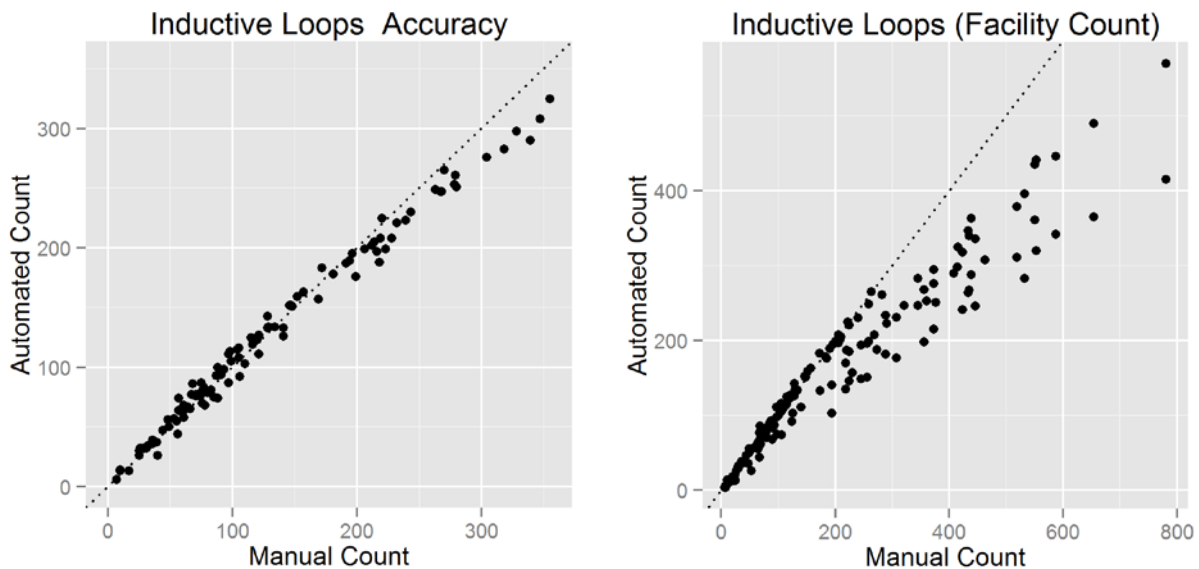 Inductive Loops  Accuracy
300
200
100
0
Automated Count
0 100 200 300
Manual Count
Inductive Loops (Facility Count)
400
200
0
Automated Count
0 200 400 600 800
Manual Count